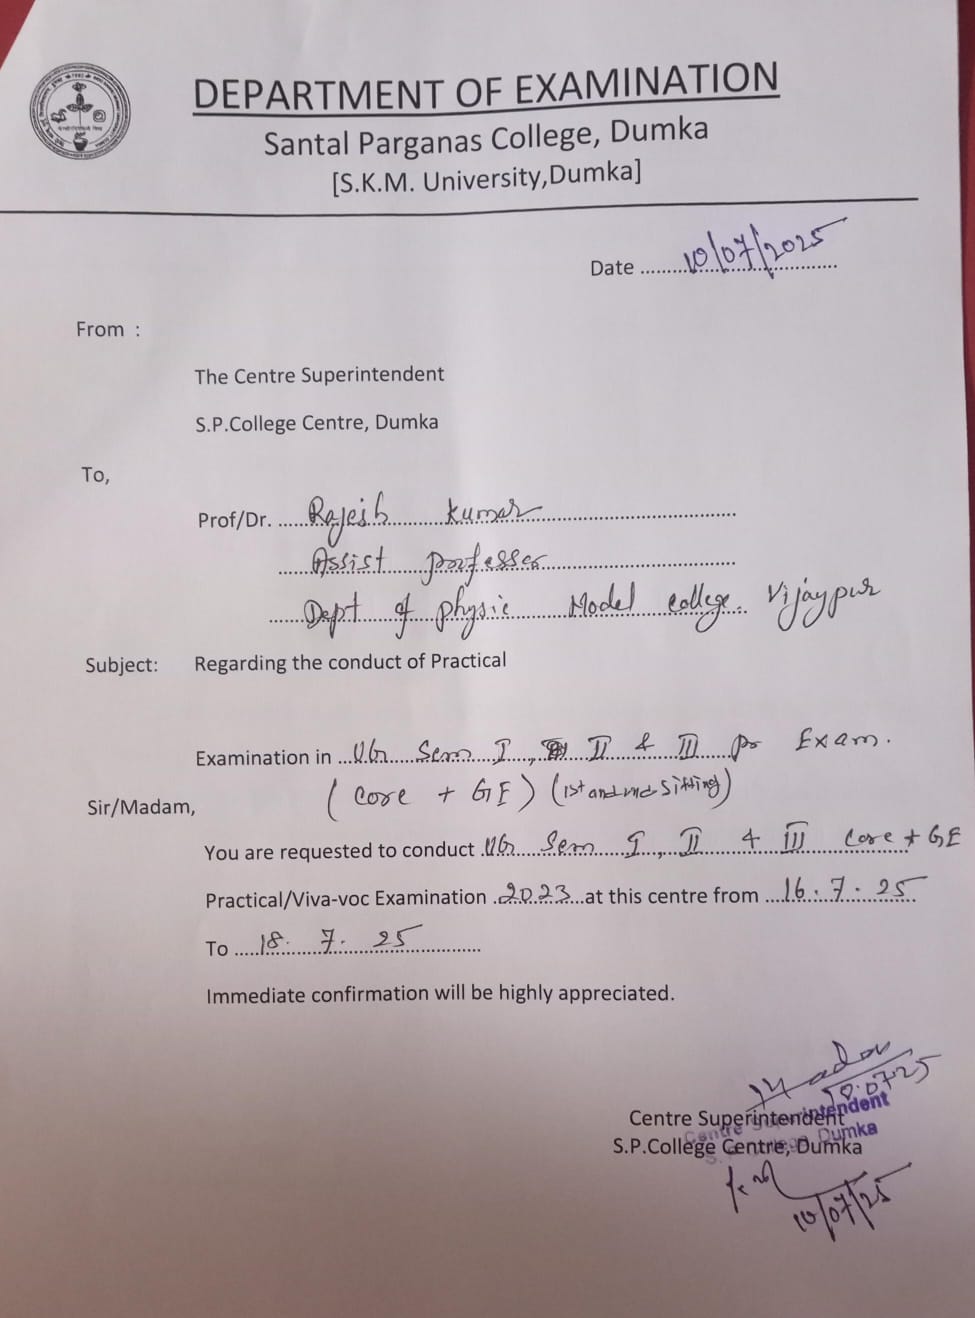 DEPARTMENT OF EXAMINATION
Santal Parganas College, Dumka
[S.K.M. University,Dumka]
Date 10/07/2025
From :
The Centre Superintendent
S.P.College Centre, Dumka
To,
Prof/Dr. Rajesh Kumar
Assist professer
Dept of physic Model college. Vijaypur
Subject: Regarding the conduct of Practical
Examination in UG Sem I, II & III pr Exam.
(Core + GE) (1st and 2nd Sitting)
Sir/Madam,
You are requested to conduct UG Sem I, II & III Core + GE
Practical/Viva-voc Examination 2023 at this centre from 16.7.25
To 18.7.25
Immediate confirmation will be highly appreciated.
10.07.25
Centre Superintendent
Centre Superintendent
S.P.College Centre, Dumka
Dumka
10/07/25